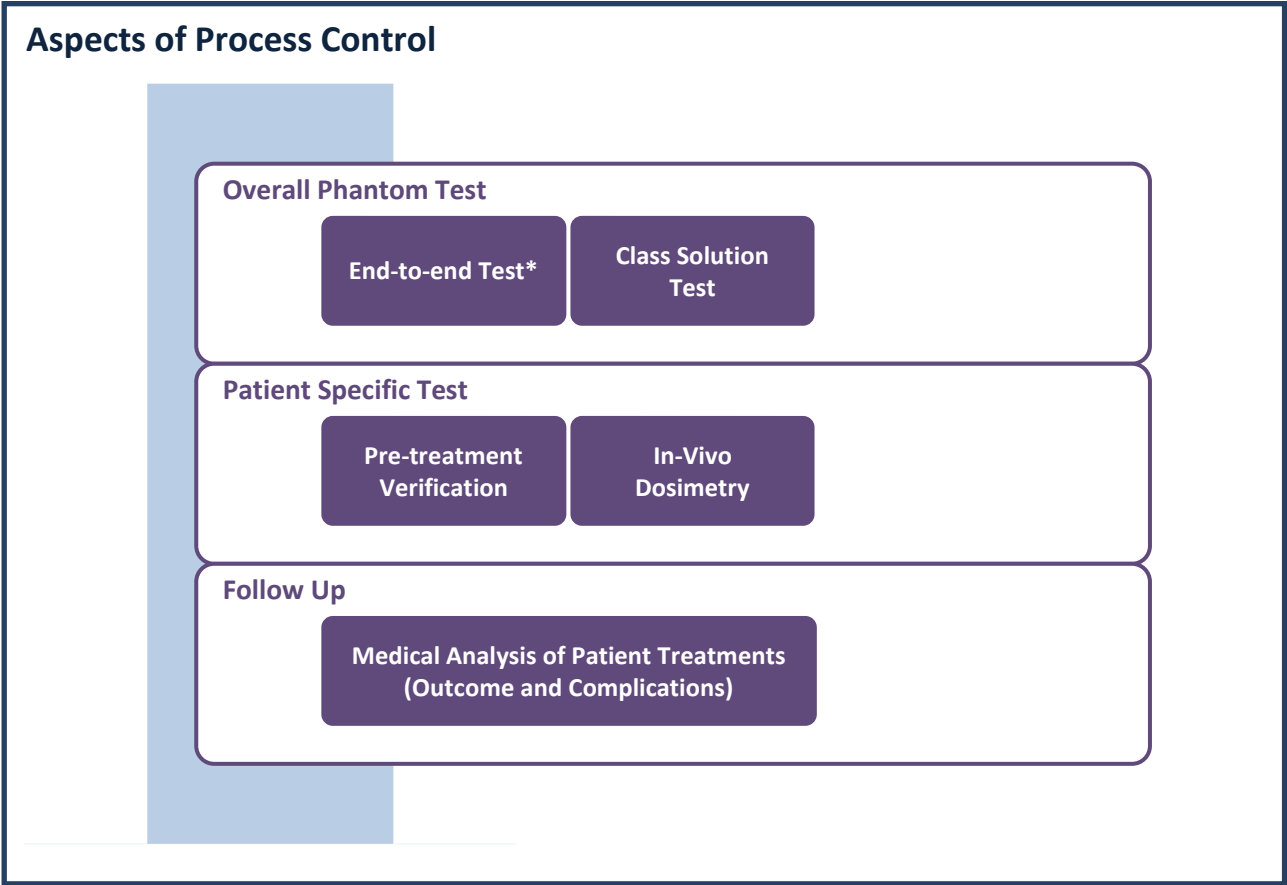 Aspects of Process Control
Overall Phantom Test
End-to-end Test*
Class Solution
Test
Patient Specific Test
Pre-treatment
Verification
In-Vivo
Dosimetry
Follow Up
Medical Analysis of Patient Treatments
(Outcome and Complications)